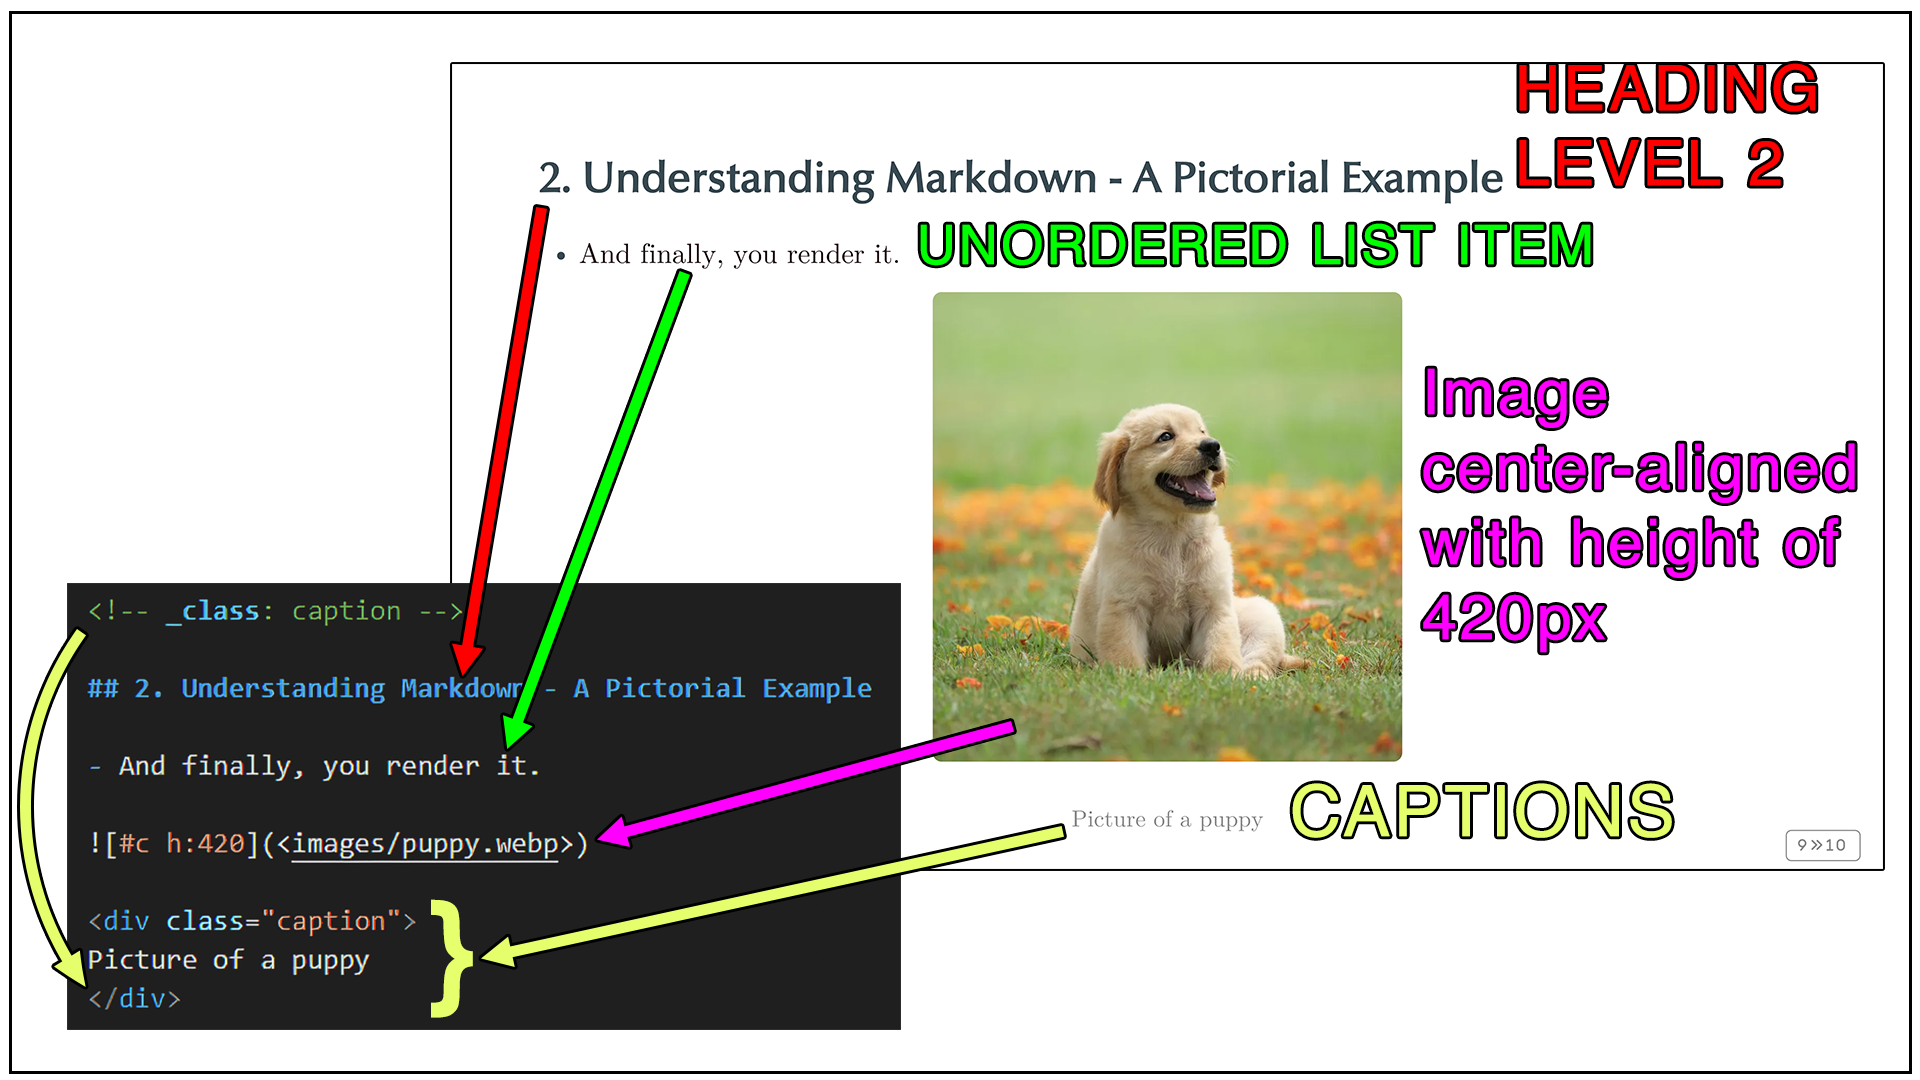 HEADING
LEVEL 2
2. Understanding Markdown - A Pictorial Example
• And finally, you render it.
UNORDERED LIST ITEM
Image
center-aligned
with height of
420px
Picture of a puppy
CAPTIONS
9»10
<!-- _class: caption -->
## 2. Understanding Markdown - A Pictorial Example
- And finally, you render it.
![#c h:420](<images/puppy.webp>)
<div class="caption">
Picture of a puppy
</div>
}